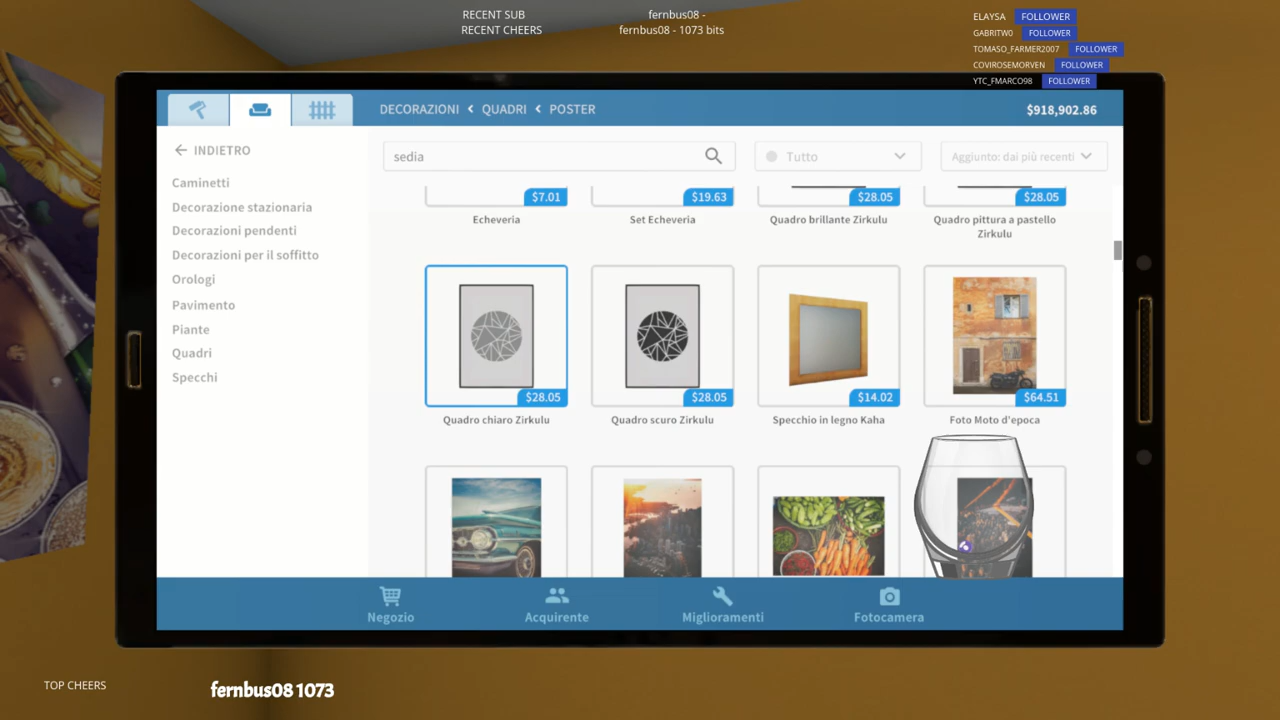 RECENT SUB
fernbus08 -
RECENT CHEERS
fernbus08 - 1073 bits
ELAYSA FOLLOWER
GABRITW0 FOLLOWER
TOMASO_FARMER2007 FOLLOWER
COVIROSEMORVEN FOLLOWER
YTC_FMARCO98 FOLLOWER
DECORAZIONI < QUADRI < POSTER
$918,902.86
INDIETRO
Caminetti
Decorazione stazionaria
Decorazioni pendenti
Decorazioni per il soffitto
Orologi
Pavimento
Piante
Quadri
Specchi
sedia
Tutto
Aggiunto: dai più recenti
$7.01
$19.63
$28.05
$28.05
Echeveria
Set Echeveria
Quadro brillante Zirkulu
Quadro pittura a pastello
Zirkulu
$28.05
$28.05
$14.02
$64.51
Quadro chiaro Zirkulu
Quadro scuro Zirkulu
Specchio in legno Kaha
Foto Moto d'epoca
Negozio
Acquirente
Miglioramenti
Fotocamera
TOP CHEERS
fernbus08 1073